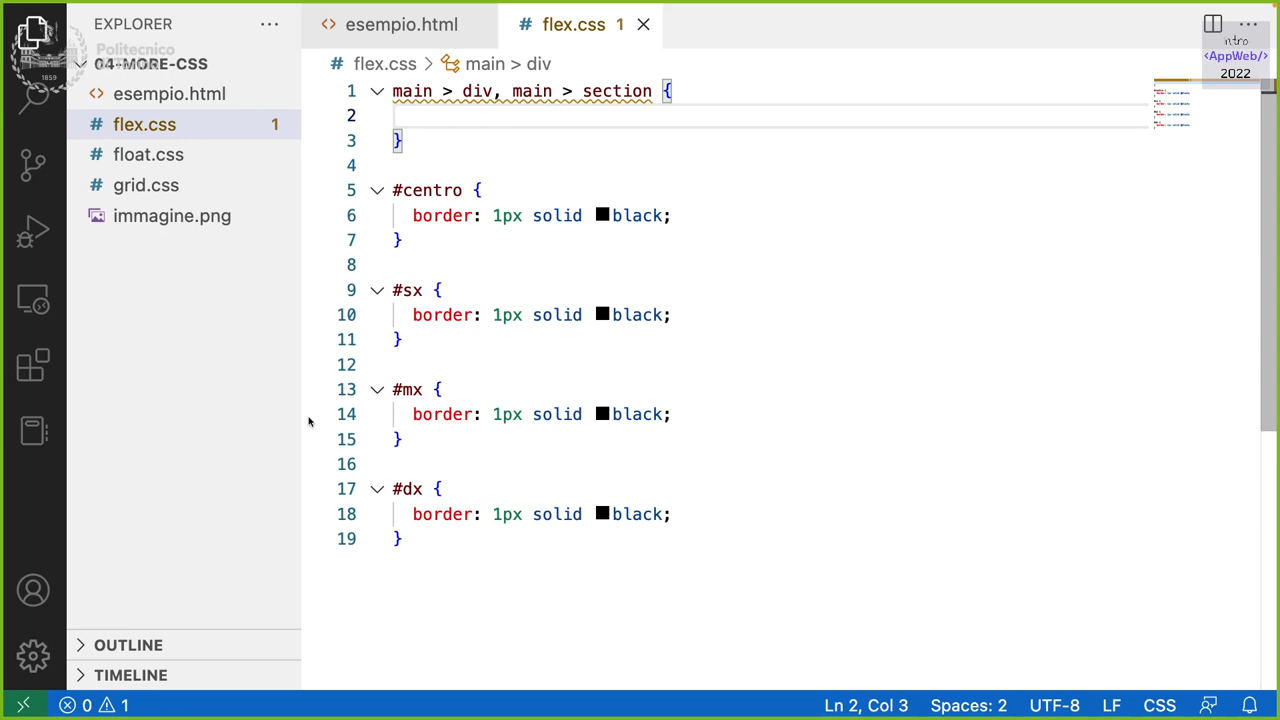 EXPLORER
Politecnico
1859
04-MORE-CSS
esempio.html
flex.css 1
float.css
grid.css
immagine.png
OUTLINE
TIMELINE
esempio.html
flex.css 1
ntro
<AppWeb/>
2022
flex.css > main > div
1 main > div, main > section {
2
3 }
4
5 #centro {
6 border: 1px solid black;
7 }
8
9 #sx {
10 border: 1px solid black;
11 }
12
13 #mx {
14 border: 1px solid black;
15 }
16
17 #dx {
18 border: 1px solid black;
19 }
0 1 Ln 2, Col 3 Spaces: 2 UTF-8 LF CSS